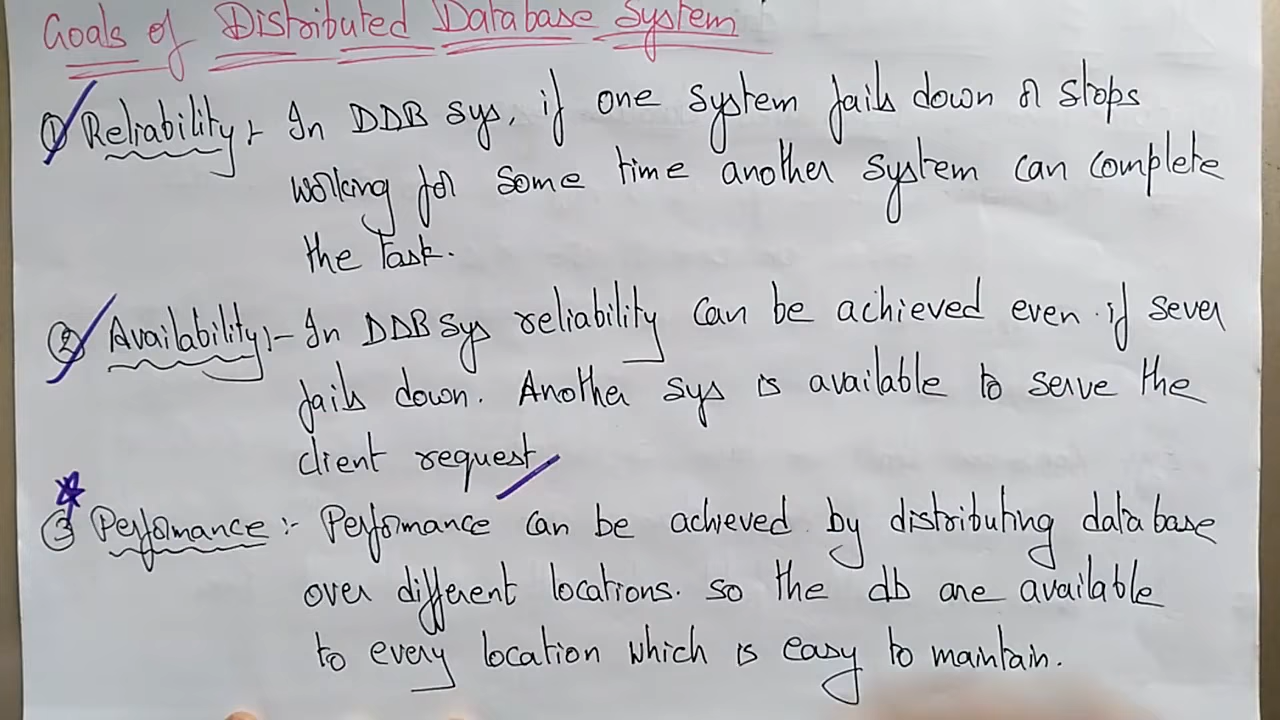 Goals of Distributed Database System
① Reliability :- In DDB sys, if one system fails down or stops
working for some time another system can complete
the task.
② Availability :- In DDB sys reliability can be achieved even if sever
fails down. Another sys is available to serve the
client request
③ Performance :- Performance can be achieved by distributing database
over different locations. so the db are available
to every location which is easy to maintain.